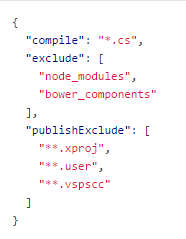 {
"compile": "*.cs",
"exclude": [
"node_modules",
"bower_components"
],
"publishExclude": [
"**.xproj",
"**.user",
"**.vspscc"
]
}